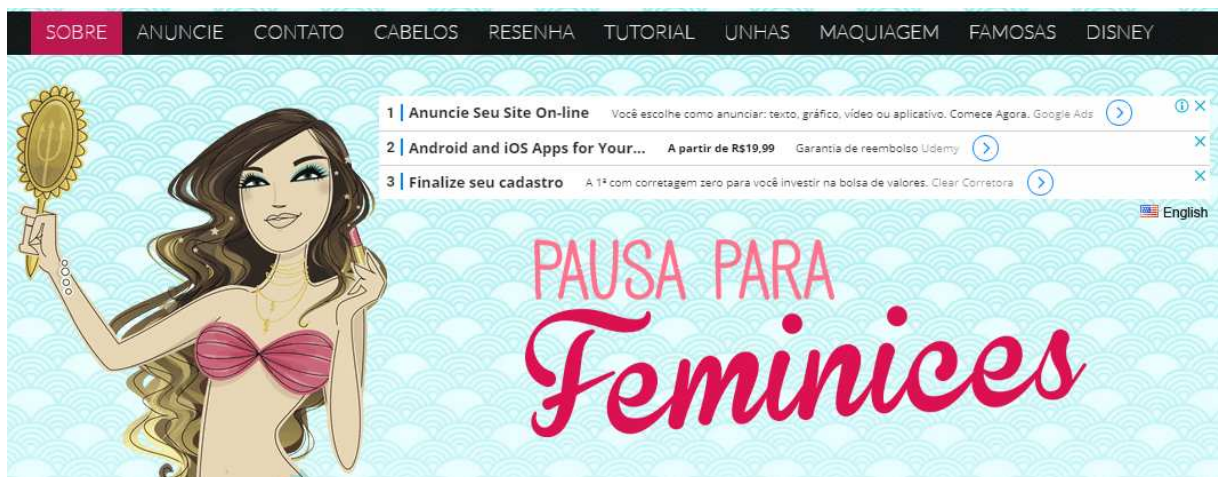 SOBRE ANUNCIE CONTATO CABELOS RESENHA TUTORIAL UNHAS MAQUIAGEM FAMOSAS DISNEY
1 Anuncie Seu Site On-line Você escolhe como anunciar: texto, gráfico, vídeo ou aplicativo. Comece Agora. Google Ads
2 Android and iOS Apps for Your... A partir de R$19,99 Garantia de reembolso Udemy
3 Finalize seu cadastro A 1ª com corretagem zero para você investir na bolsa de valores. Clear Corretora
English
PAUSA PARA
Feminices